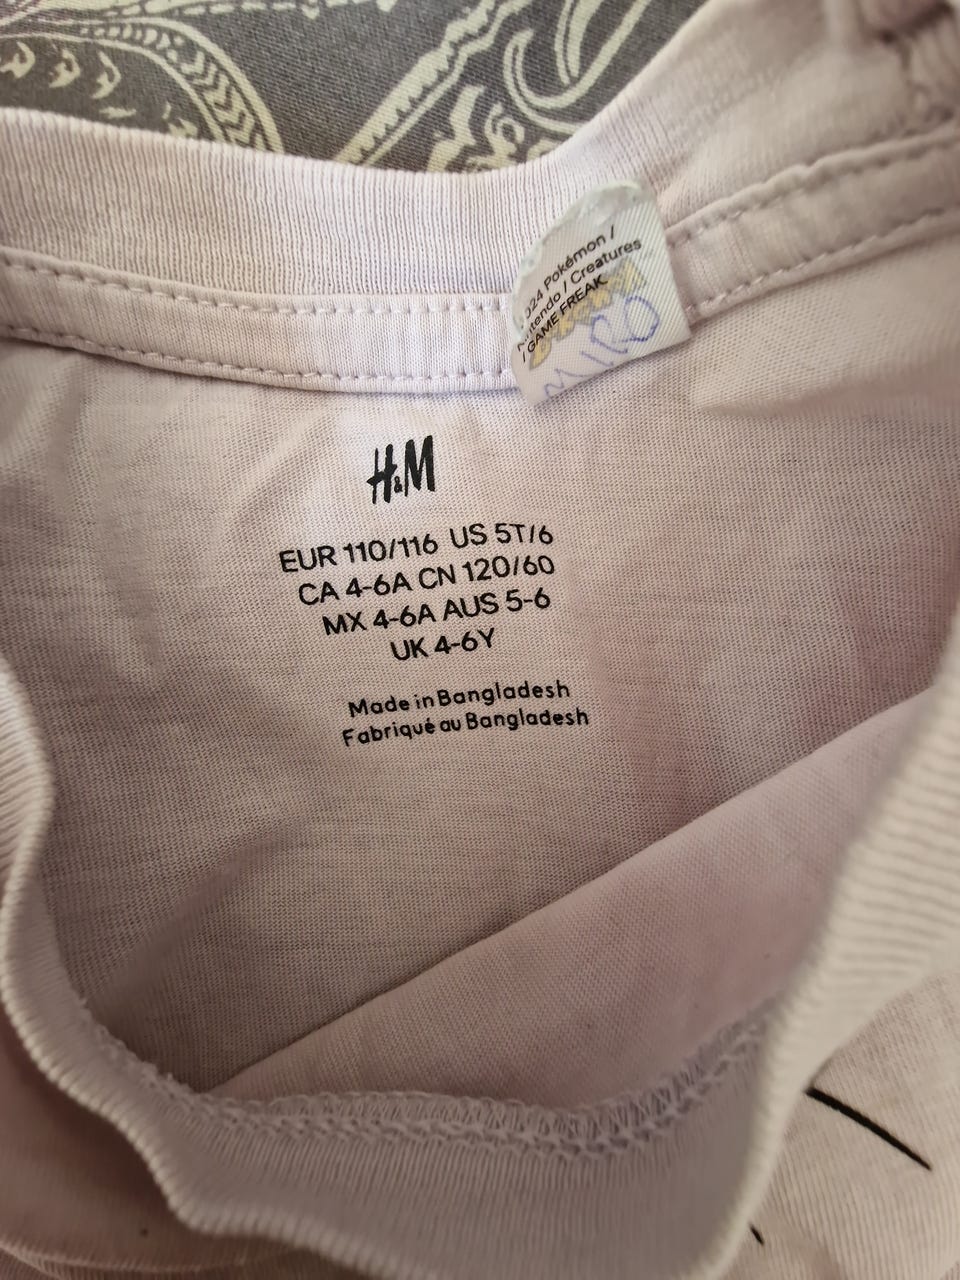 2024 Pokémon /
Nintendo / Creatures
/ GAME FREAK.
MICO
H&M
EUR 110/116 US 5T/6
CA 4-6A CN 120/60
MX 4-6A AUS 5-6
UK 4-6Y
Made in Bangladesh
Fabriqué au Bangladesh